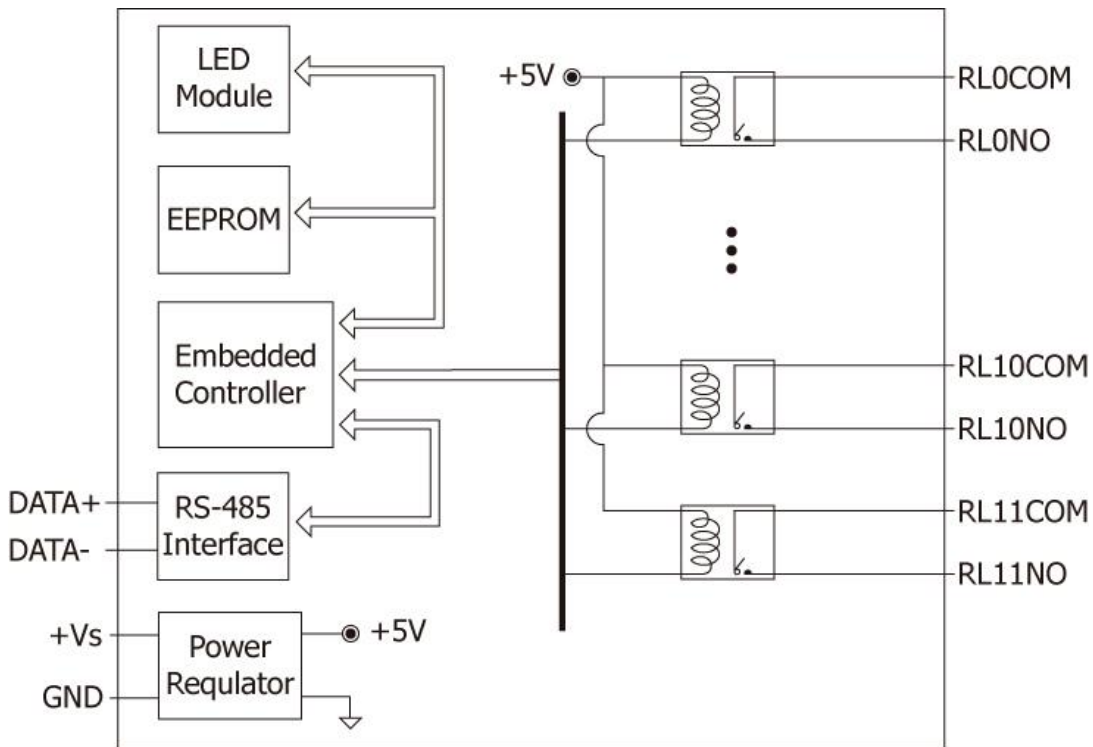 LED
Module
EEPROM
Embedded
Controller
DATA+
DATA-
RS-485
Interface
+Vs
GND
Power
Requlator
+5V
+5V
RL0COM
RL0NO
RL10COM
RL10NO
RL11COM
RL11NO